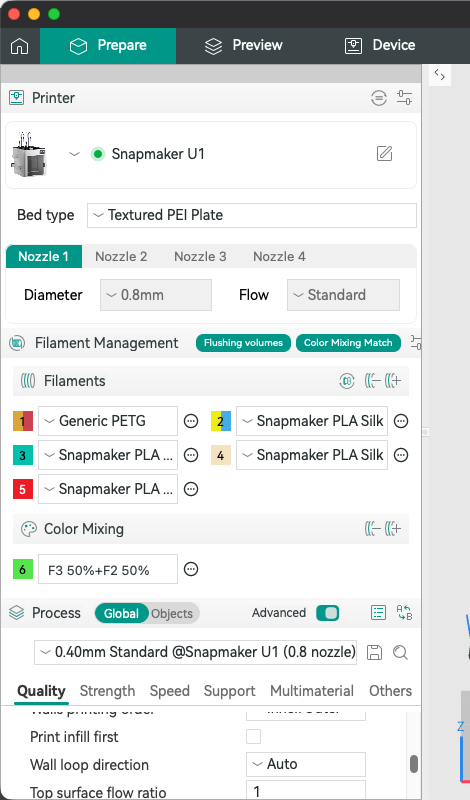 Prepare Preview Device
Printer
Snapmaker U1
Bed type Textured PEI Plate
Nozzle 1 Nozzle 2 Nozzle 3 Nozzle 4
Diameter 0.8mm Flow Standard
Filament Management Flushing volumes Color Mixing Match
Filaments
1 Generic PETG 2 Snapmaker PLA Silk
3 Snapmaker PLA ... 4 Snapmaker PLA Silk
5 Snapmaker PLA ...
Color Mixing
6 F3 50%+F2 50%
Process Global Objects Advanced
0.40mm Standard @Snapmaker U1 (0.8 nozzle)
Quality Strength Speed Support Multimaterial Others
Walls printing order
Print infill first
Wall loop direction Auto
Top surface flow ratio 1
Z